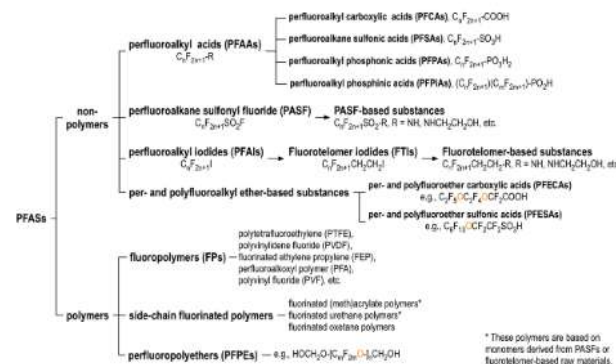 perfluoroalkyl carboxylic acids (PFCAs), CnF2n+1-COOH
perfluoroalkane sulfonic acids (PFSAs), CnF2n+1-SO3H
perfluoroalkyl acids (PFAAs)
CnF2n+1-R
perfluoroalkyl phosphonic acids (PFPAs), CnF2n+1-PO3H2
perfluoroalkyl phosphinic acids (PFPiAs), (CnF2n+1)(CmF2m+1)-PO2H
non-
polymers
perfluoroalkane sulfonyl fluoride (PASF)
CnF2n+1SO2F
PASF-based substances
CnF2n+1SO2-R, R = NH, NHCH2CH2OH, etc.
perfluoroalkyl iodides (PFAIs)
CnF2n+1I
Fluorotelomer iodides (FTIs)
CnF2n+1CH2CH2I
Fluorotelomer-based substances
CnF2n+1CH2CH2-R, R = NH, NHCH2CH2OH, etc
per- and polyfluoroalkyl ether-based substances
per- and polyfluoroether carboxylic acids (PFECAs)
e.g., C2F5OC2F4OCF2COOH
per- and polyfluoroether sulfonic acids (PFESAs)
e.g., C6F13OCF2CF2SO3H
PFASs
polymers
fluoropolymers (FPs)
polytetrafluoroethylene (PTFE),
polyvinylidene fluoride (PVDF),
fluorinated ethylene propylene (FEP),
perfluoroalkoxyl polymer (PFA),
polyvinyl fluoride (PVF), etc.
side-chain fluorinated polymers
fluorinated (meth)acrylate polymers*
fluorinated urethane polymers*
fluorinated oxetane polymers
perfluoropolyethers (PFPEs)
e.g., HOCH2O-[CmF2mO-]nCH2OH
* These polymers are based on
monomers derived from PASFs or
fluorotelomer-based raw materials